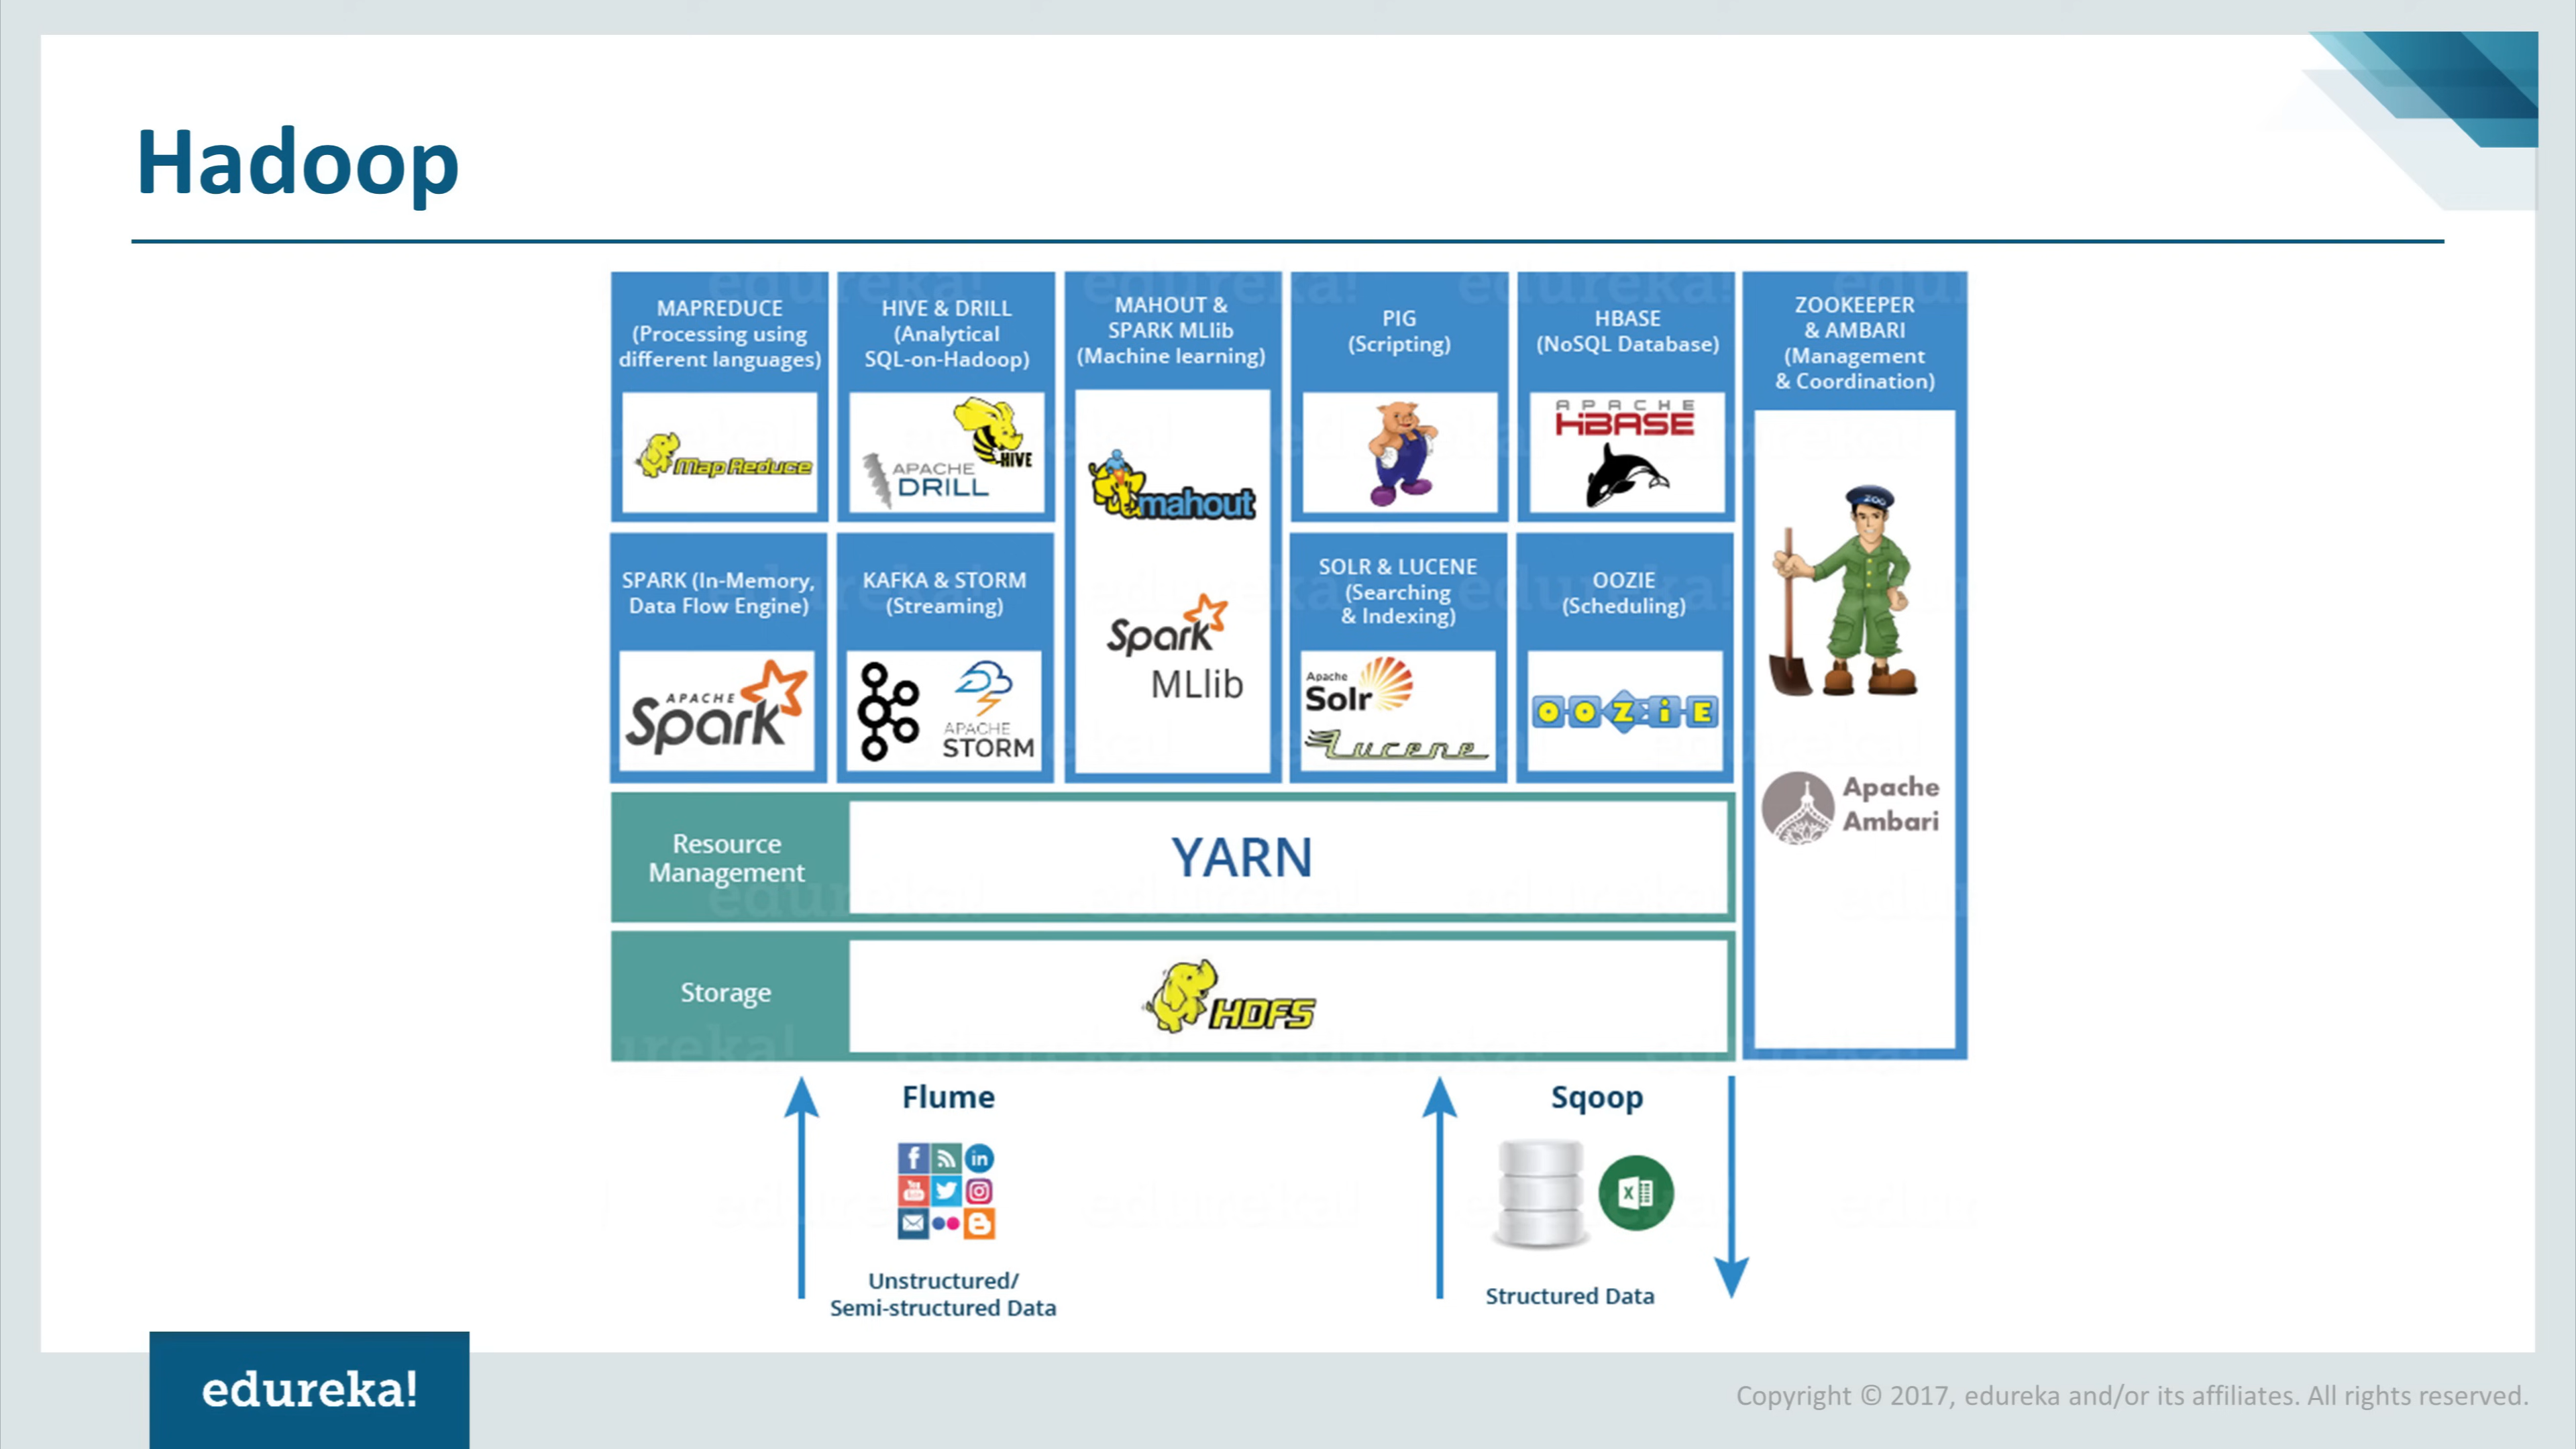 Hadoop
MAPREDUCE
(Processing using
different languages)
Map Reduce
HIVE & DRILL
(Analytical
SQL-on-Hadoop)
HIVE
APACHE
DRILL
MAHOUT &
SPARK MLlib
(Machine learning)
mahout
Spark
MLlib
PIG
(Scripting)
HBASE
(NoSQL Database)
APACHE
HBASE
ZOOKEEPER
& AMBARI
(Management
& Coordination)
ZOO
Apache
Ambari
SPARK (In-Memory,
Data Flow Engine)
APACHE
Spark
KAFKA & STORM
(Streaming)
APACHE
STORM
SOLR & LUCENE
(Searching
& Indexing)
Apache
Solr
Lucene
OOZIE
(Scheduling)
OOZiE
Resource
Management
YARN
Storage
HDFS
Flume
Unstructured/
Semi-structured Data
Sqoop
Structured Data
edureka!
Copyright © 2017, edureka and/or its affiliates. All rights reserved.